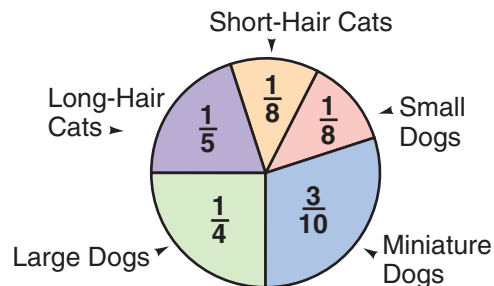 Short-Hair Cats
Long-Hair
Cats
1/8
1/8
Small
Dogs
1/5
1/4
3/10
Large Dogs
Miniature
Dogs